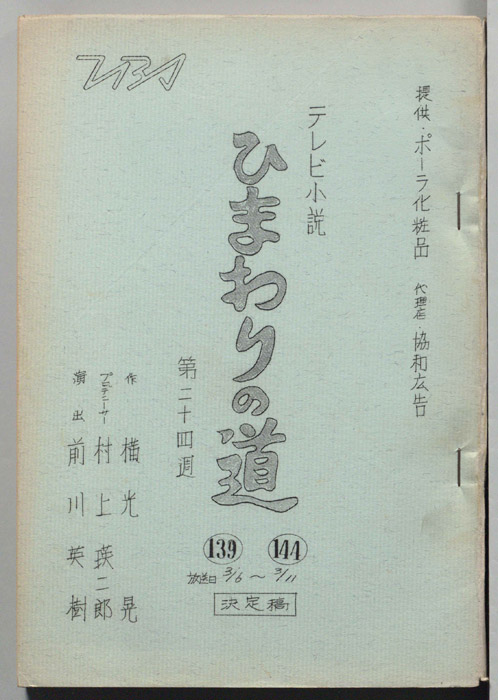 TBS
提供・ポーラ化粧品 代理店・協和広告
テレビ小説
ひまわりの道
第二十四週
139 144
放送日 3/6～3/11
決定稿
作 横光 晃
プロデューサー 村上 瑛二郎
演出 前川 英樹